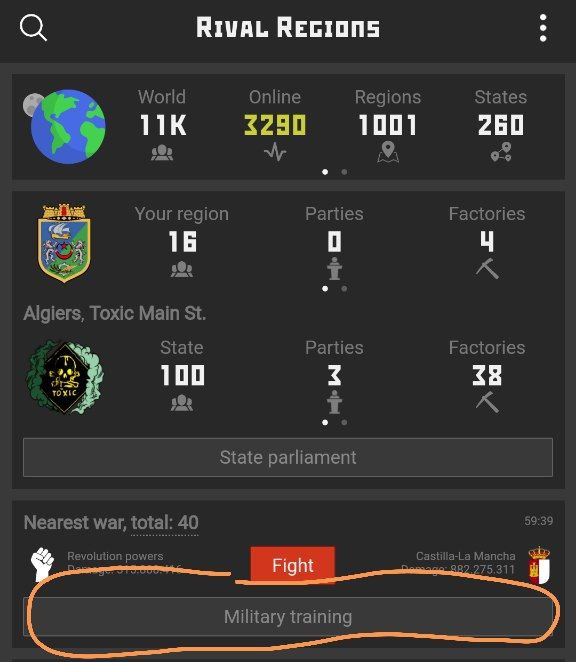 Rival Regions
World Online Regions States
11K 3290 1001 260
Your region Parties Factories
16 0 4
Algiers, Toxic Main St.
State Parties Factories
100 3 38
TOXIC
State parliament
Nearest war, total: 40 59:39
Revolution powers Fight Castilla-La Mancha
Damage: Damage: 882.275.311
Military training